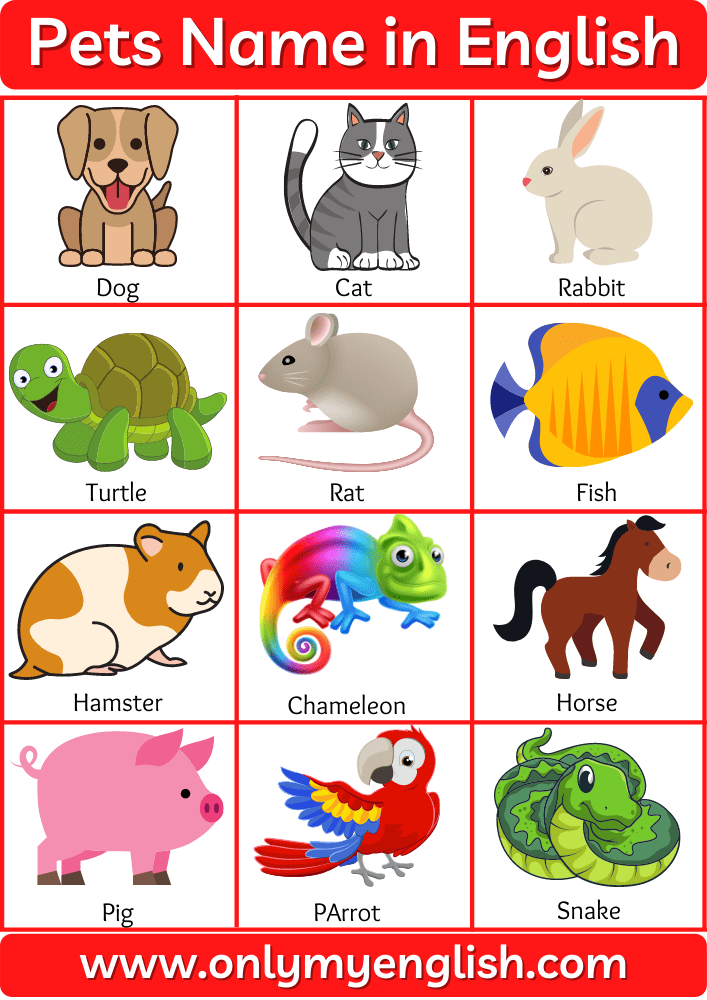 Pets Name in English
Dog
Cat
Rabbit
Turtle
Rat
Fish
Hamster
Chameleon
Horse
Pig
PArrot
Snake
www.onlymyenglish.com